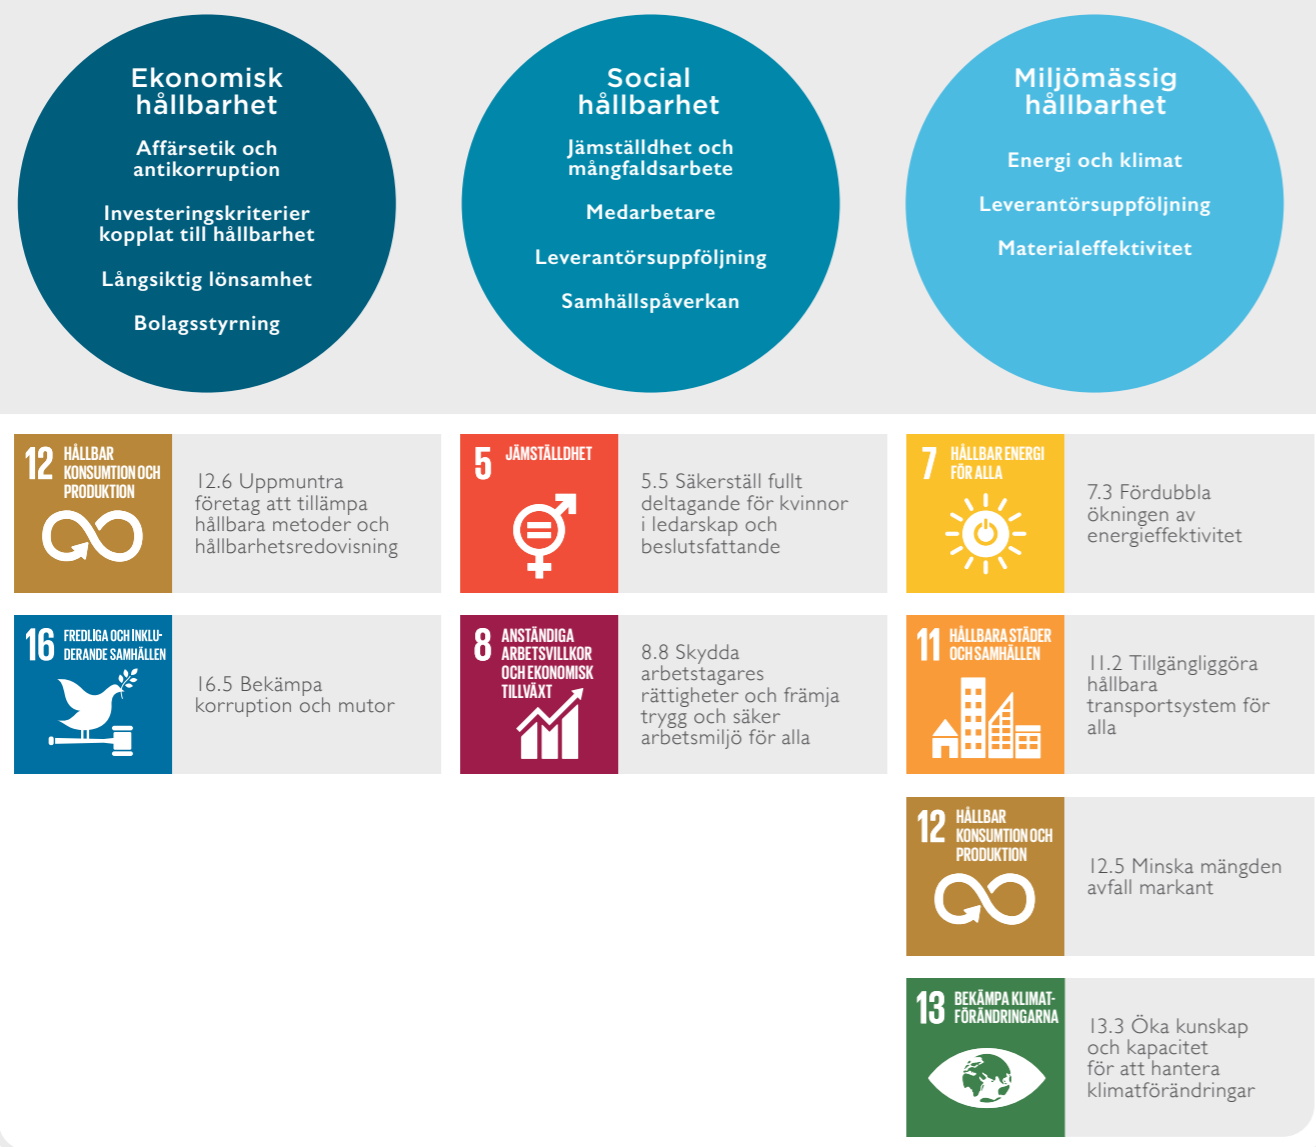 Ekonomisk
hållbarhet
Affärsetik och
antikorruption
Investeringskriterier
kopplat till hållbarhet
Långsiktig lönsamhet
Bolagsstyrning
Social
hållbarhet
Jämställdhet och
mångfaldsarbete
Medarbetare
Leverantörsuppföljning
Samhällspåverkan
Miljömässig
hållbarhet
Energi och klimat
Leverantörsuppföljning
Materialeffektivitet
12 HÅLLBAR
KONSUMTION OCH
PRODUKTION
12.6 Uppmuntra
företag att tillämpa
hållbara metoder och
hållbarhetsredovisning
16 FREDLIGA OCH INKLU-
DERANDE SAMHÄLLEN
16.5 Bekämpa
korruption och mutor
5 JÄMSTÄLLDHET
5.5 Säkerställ fullt
deltagande för kvinnor
i ledarskap och
beslutsfattande
8 ANSTÄNDIGA
ARBETSVILLKOR
OCH EKONOMISK
TILLVÄXT
8.8 Skydda
arbetstagares
rättigheter och främja
trygg och säker
arbetsmiljö för alla
7 HÅLLBAR ENERGI
FÖR ALLA
7.3 Fördubbla
ökningen av
energieffektivitet
11 HÅLLBARA STÄDER
OCH SAMHÄLLEN
11.2 Tillgängliggöra
hållbara
transportsystem för
alla
12 HÅLLBAR
KONSUMTION OCH
PRODUKTION
12.5 Minska mängden
avfall markant
13 BEKÄMPA KLIMAT-
FÖRÄNDRINGARNA
13.3 Öka kunskap
och kapacitet
för att hantera
klimatförändringar